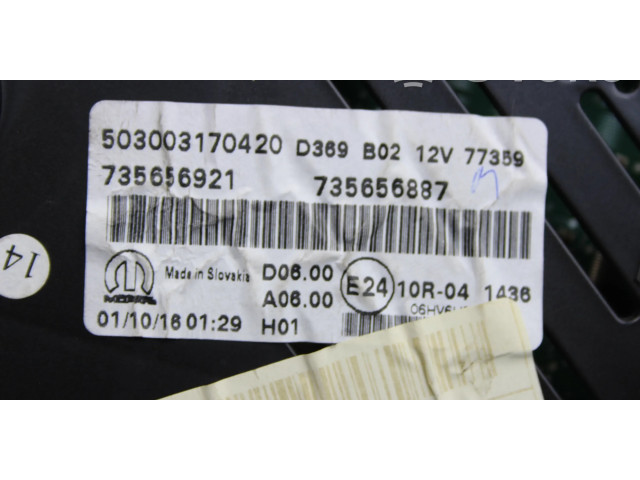 503003170420 D369 B02 12V 77359
735656921 735656887
MOPAR Made in Slovakia D06.00 E24 10R-04 1436
A06.00
01/10/16 01:29 H01
14